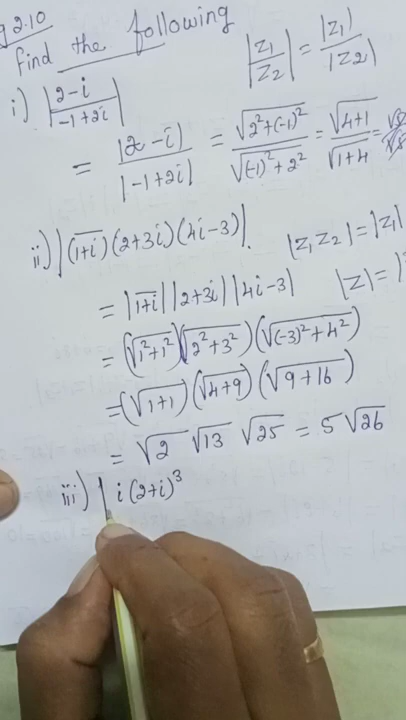 2.10
Find the following
|z₁/z₂| = |z₁|/|z₂|
i) |2-i / -1+2i|
= |2-i| / |-1+2i| = √(2²+(-1)²) / √((-1)²+2²) = √(4+1) / √(1+4) =
ii) |(1̅+̅i̅)(2+3i)(4i-3)|. |z₁z₂| = |z₁|
= |1̅+̅i̅| |2+3i| |4i-3| |z| = |
= (√(1²+1²)) (√(2²+3²)) (√((-3)²+4²))
= (√(1+1)) (√(4+9)) (√(9+16))
= √2 √13 √25 = 5√26
iii) | i(2+i)³